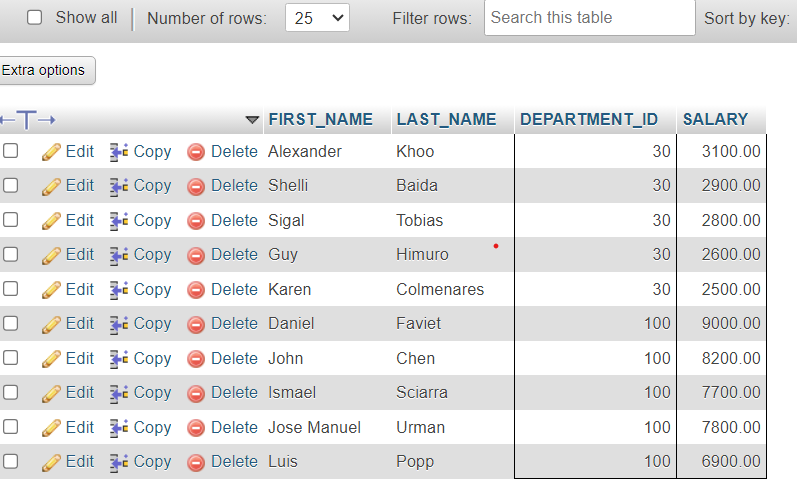 Show all Number of rows: 25 Filter rows: Search this table Sort by key:
Extra options
FIRST_NAME LAST_NAME DEPARTMENT_ID SALARY
Edit Copy Delete Alexander Khoo 30 3100.00
Edit Copy Delete Shelli Baida 30 2900.00
Edit Copy Delete Sigal Tobias 30 2800.00
Edit Copy Delete Guy Himuro 30 2600.00
Edit Copy Delete Karen Colmenares 30 2500.00
Edit Copy Delete Daniel Faviet 100 9000.00
Edit Copy Delete John Chen 100 8200.00
Edit Copy Delete Ismael Sciarra 100 7700.00
Edit Copy Delete Jose Manuel Urman 100 7800.00
Edit Copy Delete Luis Popp 100 6900.00